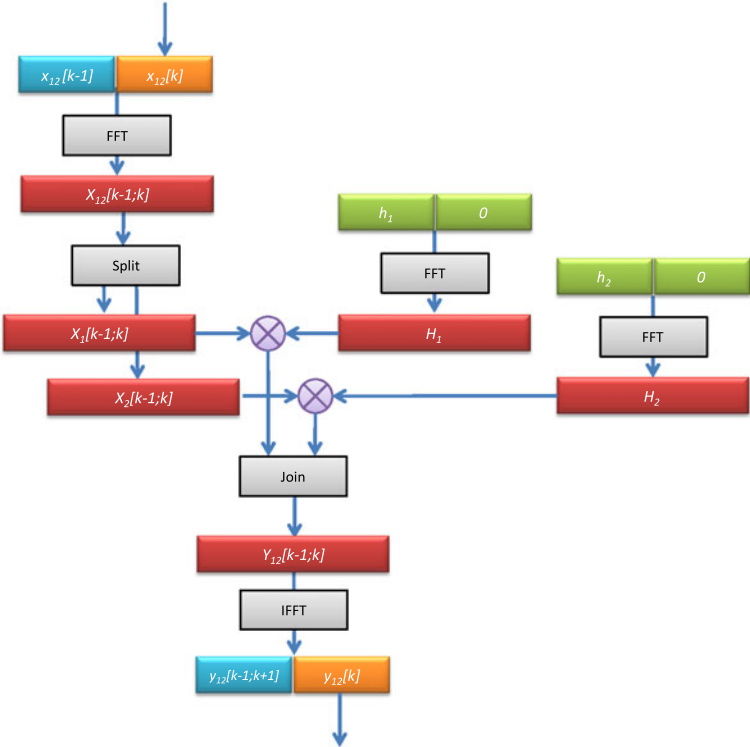 x12[k-1] x12[k]
FFT
X12[k-1;k]
h1 0
Split
FFT
h2 0
X1[k-1;k]
H1
FFT
X2[k-1;k]
H2
Join
Y12[k-1;k]
IFFT
y12[k-1;k+1] y12[k]